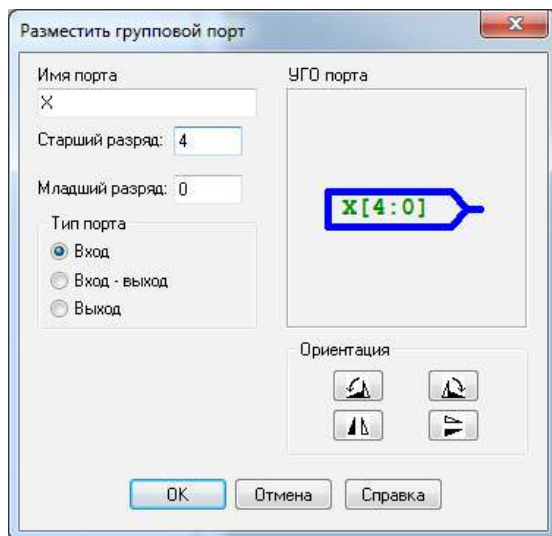 Разместить групповой порт
Имя порта
X
Старший разряд: 4
Младший разряд: 0
Тип порта
Вход
Вход - выход
Выход
УГО порта
X[4:0]
Ориентация
OK
Отмена
Справка